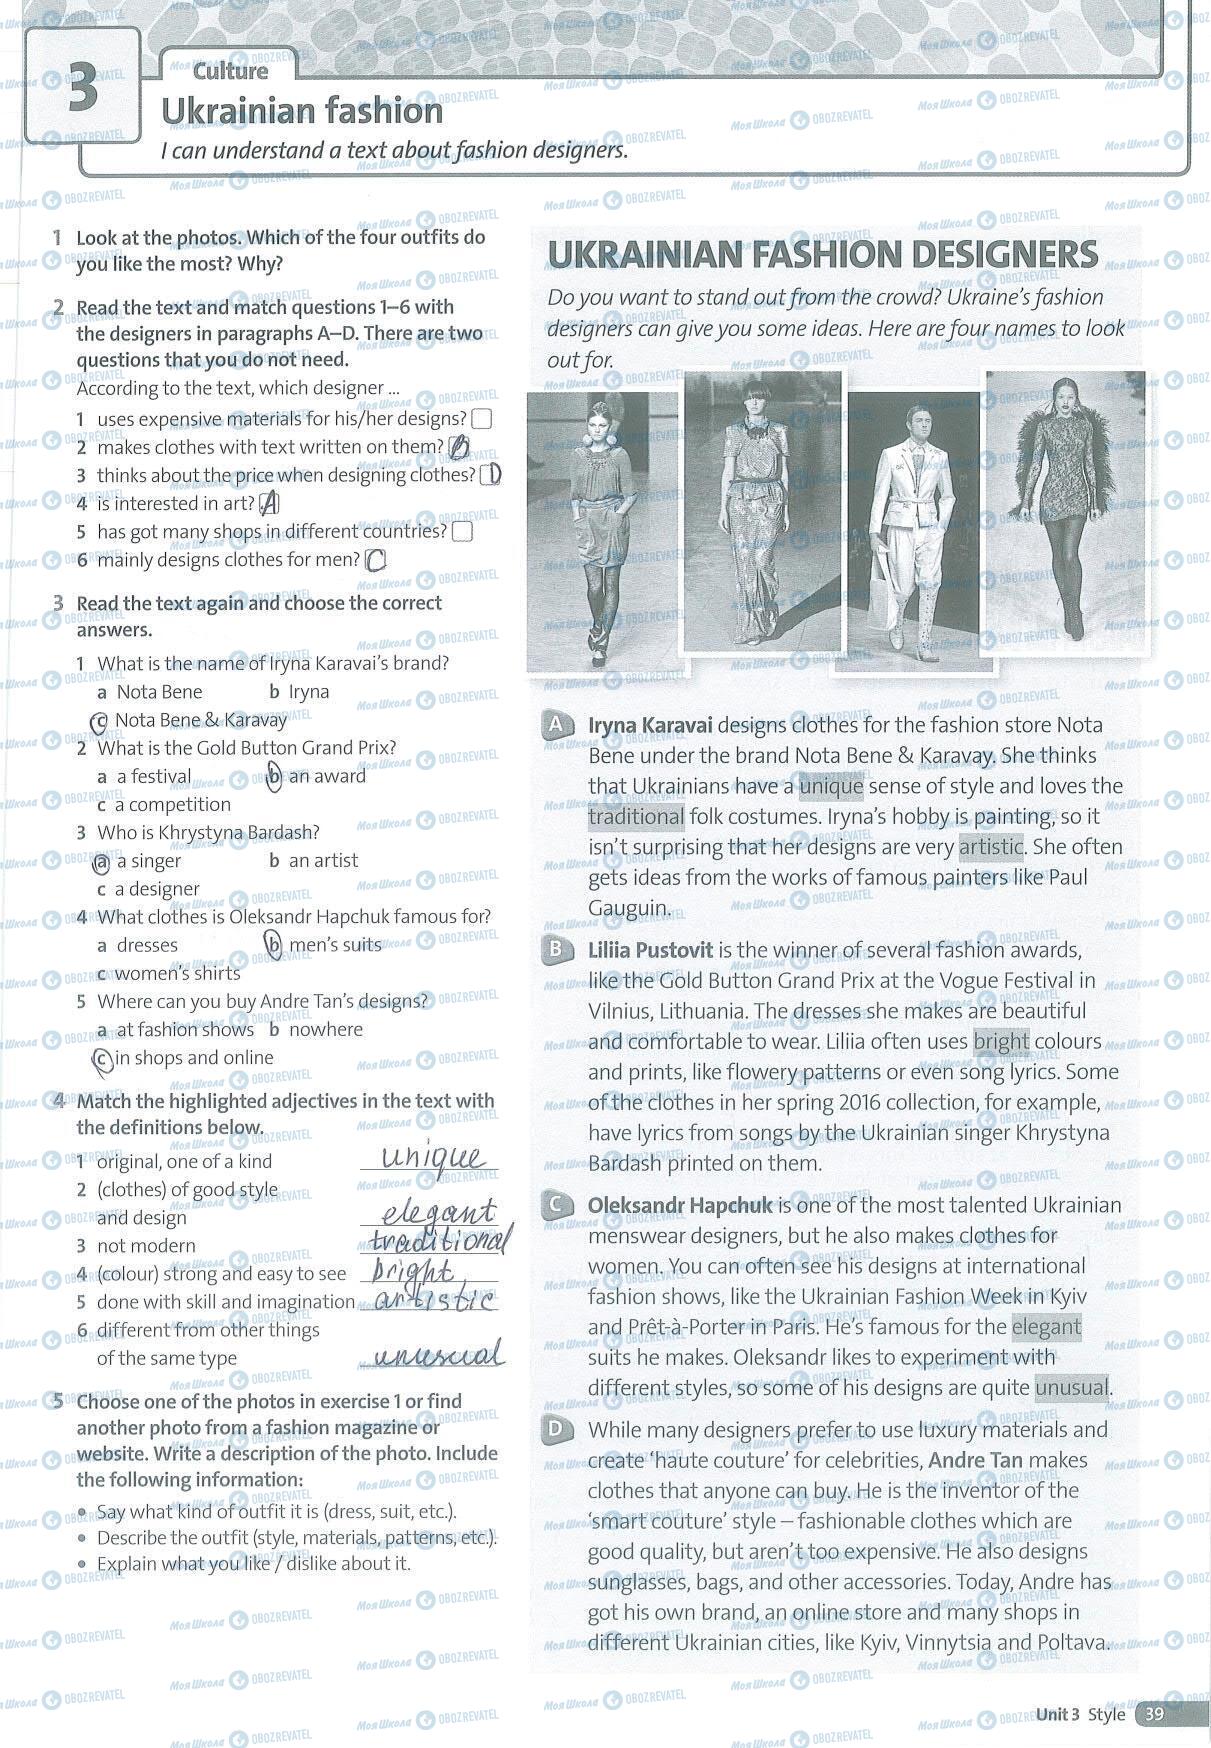 3
Culture
Ukrainian fashion
I can understand a text about fashion designers.
1 Look at the photos. Which of the four outfits do
you like the most? Why?
2 Read the text and match questions 1–6 with
the designers in paragraphs A–D. There are two
questions that you do not need.
According to the text, which designer ...
1 uses expensive materials for his/her designs?
2 makes clothes with text written on them? B
3 thinks about the price when designing clothes? D
4 is interested in art? A
5 has got many shops in different countries?
6 mainly designs clothes for men? C
3 Read the text again and choose the correct
answers.
1 What is the name of Iryna Karavai's brand?
a Nota Bene b Iryna
c Nota Bene & Karavay
2 What is the Gold Button Grand Prix?
a a festival b an award
c a competition
3 Who is Khrystyna Bardash?
a a singer b an artist
c a designer
4 What clothes is Oleksandr Hapchuk famous for?
a dresses b men's suits
c women's shirts
5 Where can you buy Andre Tan's designs?
a at fashion shows b nowhere
c in shops and online
4 Match the highlighted adjectives in the text with
the definitions below.
1 original, one of a kind unique
2 (clothes) of good style
and design elegant
3 not modern traditional
4 (colour) strong and easy to see bright
5 done with skill and imagination artistic
6 different from other things
of the same type unusual
5 Choose one of the photos in exercise 1 or find
another photo from a fashion magazine or
website. Write a description of the photo. Include
the following information:
• Say what kind of outfit it is (dress, suit, etc.).
• Describe the outfit (style, materials, patterns, etc.).
• Explain what you like / dislike about it.
UKRAINIAN FASHION DESIGNERS
Do you want to stand out from the crowd? Ukraine's fashion
designers can give you some ideas. Here are four names to look
out for.
A Iryna Karavai designs clothes for the fashion store Nota
Bene under the brand Nota Bene & Karavay. She thinks
that Ukrainians have a unique sense of style and loves the
traditional folk costumes. Iryna's hobby is painting, so it
isn't surprising that her designs are very artistic. She often
gets ideas from the works of famous painters like Paul
Gauguin.
B Liliia Pustovit is the winner of several fashion awards,
like the Gold Button Grand Prix at the Vogue Festival in
Vilnius, Lithuania. The dresses she makes are beautiful
and comfortable to wear. Liliia often uses bright colours
and prints, like flowery patterns or even song lyrics. Some
of the clothes in her spring 2016 collection, for example,
have lyrics from songs by the Ukrainian singer Khrystyna
Bardash printed on them.
C Oleksandr Hapchuk is one of the most talented Ukrainian
menswear designers, but he also makes clothes for
women. You can often see his designs at international
fashion shows, like the Ukrainian Fashion Week in Kyiv
and Prêt-à-Porter in Paris. He's famous for the elegant
suits he makes. Oleksandr likes to experiment with
different styles, so some of his designs are quite unusual.
D While many designers prefer to use luxury materials and
create 'haute couture' for celebrities, Andre Tan makes
clothes that anyone can buy. He is the inventor of the
'smart couture' style – fashionable clothes which are
good quality, but aren't too expensive. He also designs
sunglasses, bags, and other accessories. Today, Andre has
got his own brand, an online store and many shops in
different Ukrainian cities, like Kyiv, Vinnytsia and Poltava.
Unit 3 Style 39
Моя Школа OBOZREVATEL